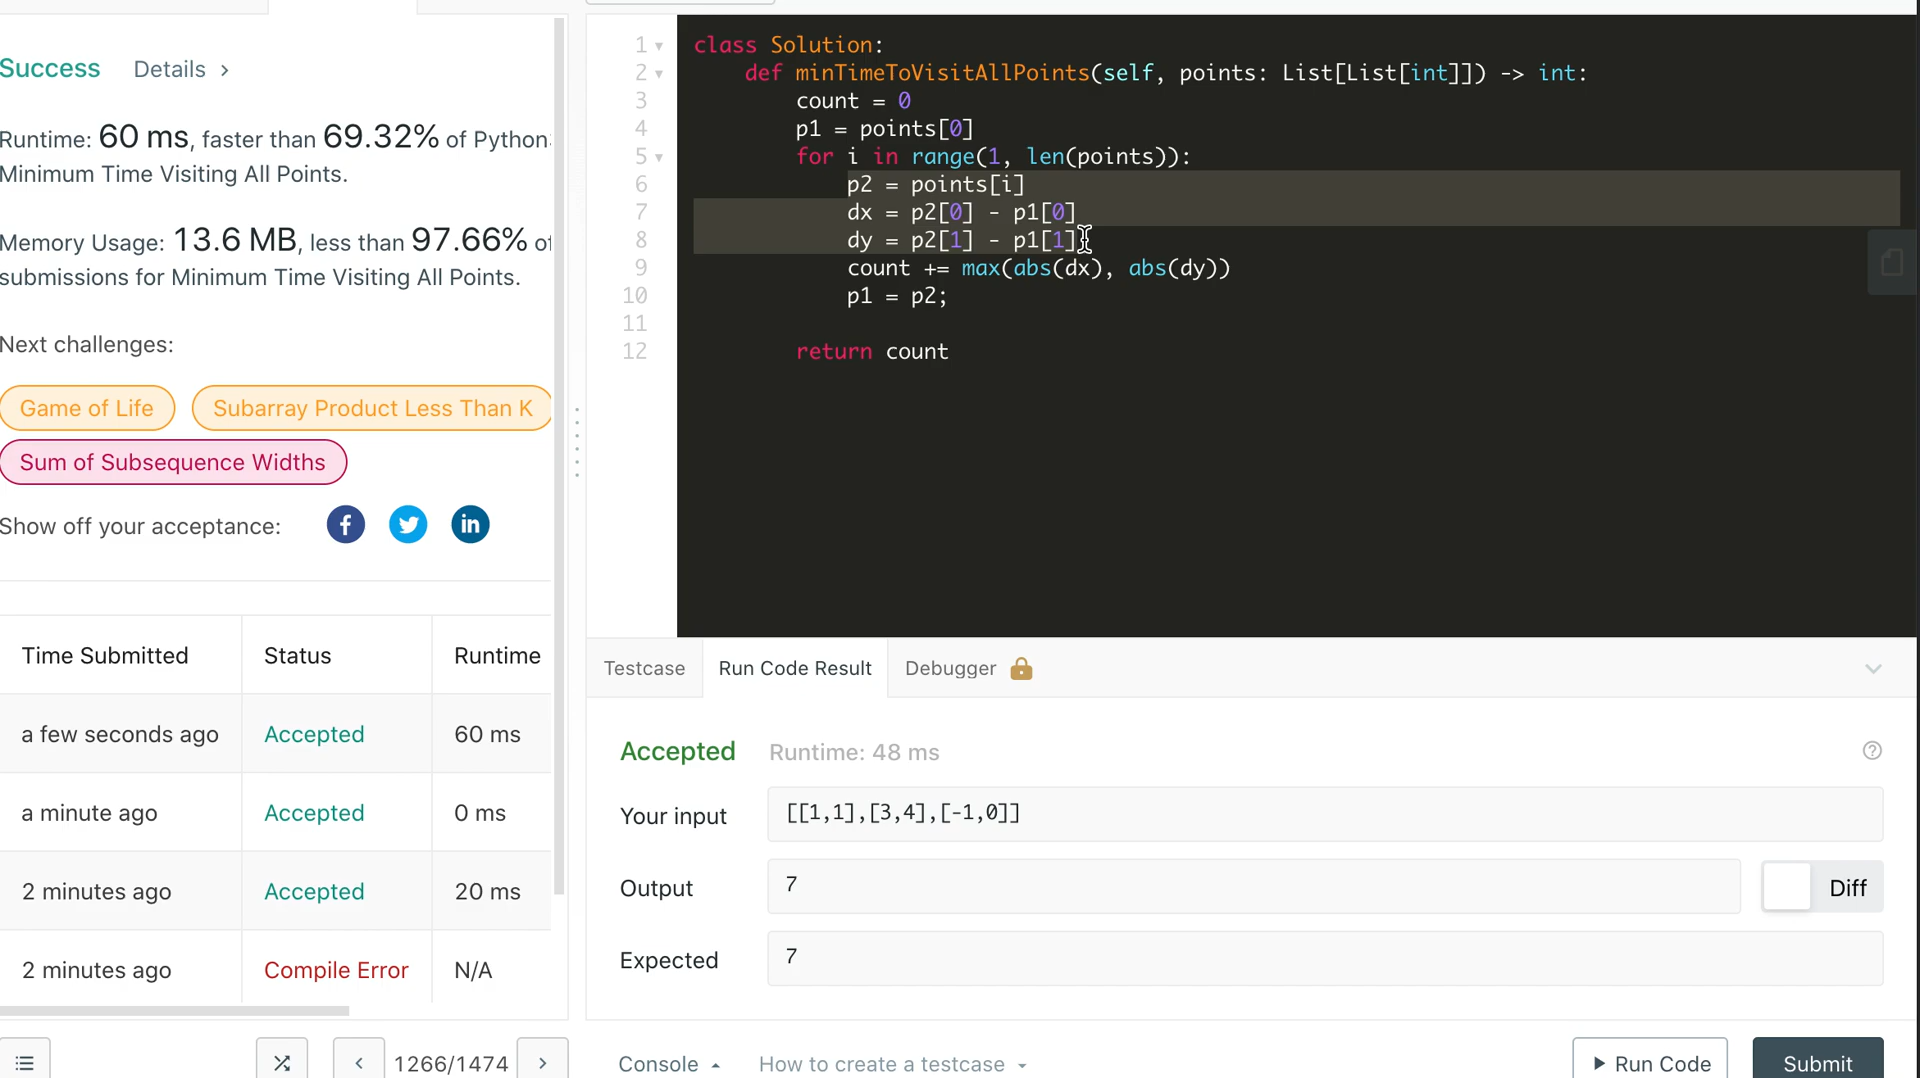 Success Details >
Runtime: 60 ms, faster than 69.32% of Python
Minimum Time Visiting All Points.
Memory Usage: 13.6 MB, less than 97.66% of
submissions for Minimum Time Visiting All Points.
Next challenges:
Game of Life Subarray Product Less Than K
Sum of Subsequence Widths
Show off your acceptance:
Time Submitted Status Runtime
a few seconds ago Accepted 60 ms
a minute ago Accepted 0 ms
2 minutes ago Accepted 20 ms
2 minutes ago Compile Error N/A
1266/1474
1 class Solution:
2 def minTimeToVisitAllPoints(self, points: List[List[int]]) -> int:
3 count = 0
4 p1 = points[0]
5 for i in range(1, len(points)):
6 p2 = points[i]
7 dx = p2[0] - p1[0]
8 dy = p2[1] - p1[1]
9 count += max(abs(dx), abs(dy))
10 p1 = p2;
11
12 return count
Testcase Run Code Result Debugger
Accepted Runtime: 48 ms
Your input [[1,1],[3,4],[-1,0]]
Output 7 Diff
Expected 7
Console How to create a testcase Run Code Submit